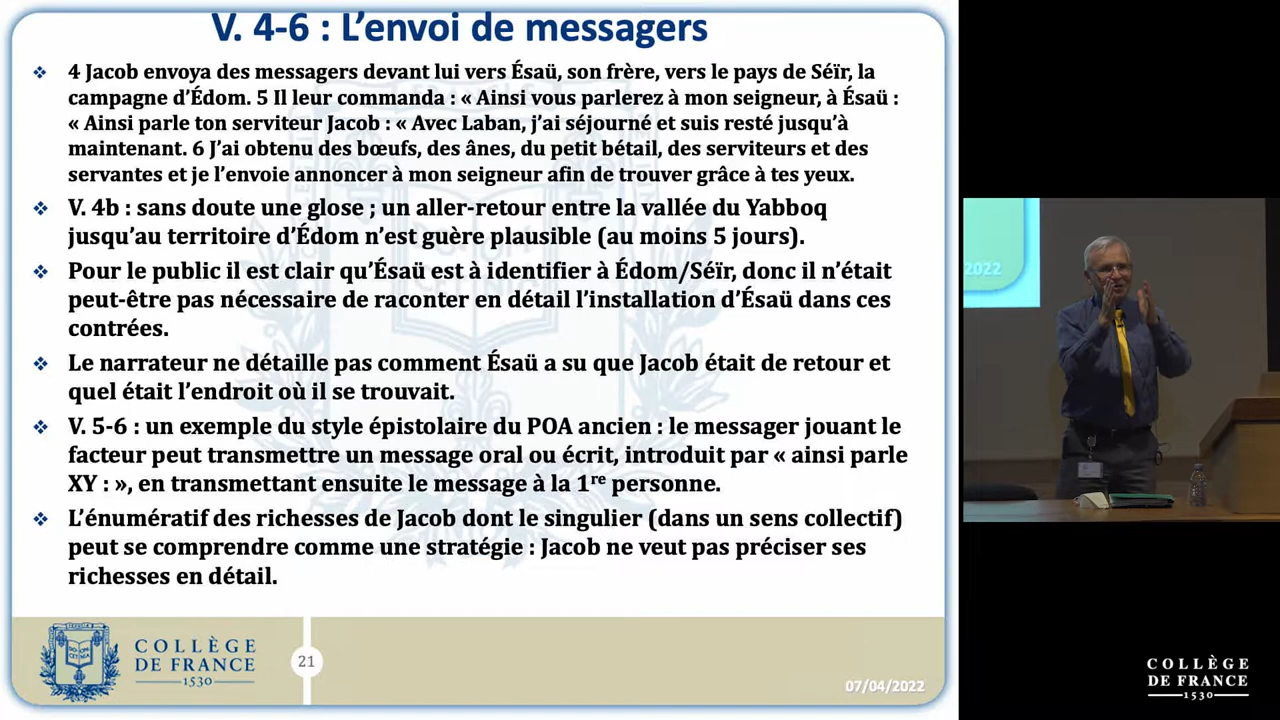 V. 4-6 : L’envoi de messagers
❖ 4 Jacob envoya des messagers devant lui vers Ésaü, son frère, vers le pays de Séïr, la
campagne d’Édom. 5 Il leur commanda : « Ainsi vous parlerez à mon seigneur, à Ésaü :
« Ainsi parle ton serviteur Jacob : « Avec Laban, j’ai séjourné et suis resté jusqu’à
maintenant. 6 J’ai obtenu des bœufs, des ânes, du petit bétail, des serviteurs et des
servantes et je l’envoie annoncer à mon seigneur afin de trouver grâce à tes yeux.
❖ V. 4b : sans doute une glose ; un aller-retour entre la vallée du Yabboq
jusqu’au territoire d’Édom n’est guère plausible (au moins 5 jours).
❖ Pour le public il est clair qu’Ésaü est à identifier à Édom/Séïr, donc il n’était
peut-être pas nécessaire de raconter en détail l’installation d’Ésaü dans ces
contrées.
❖ Le narrateur ne détaille pas comment Ésaü a su que Jacob était de retour et
quel était l’endroit où il se trouvait.
❖ V. 5-6 : un exemple du style épistolaire du POA ancien : le messager jouant le
facteur peut transmettre un message oral ou écrit, introduit par « ainsi parle
XY : », en transmettant ensuite le message à la 1re personne.
❖ L’énumératif des richesses de Jacob dont le singulier (dans un sens collectif)
peut se comprendre comme une stratégie : Jacob ne veut pas préciser ses
richesses en détail.
COLLÈGE
DE FRANCE
1530
21
07/04/2022
2022
COLLÈGE
DE FRANCE
1530